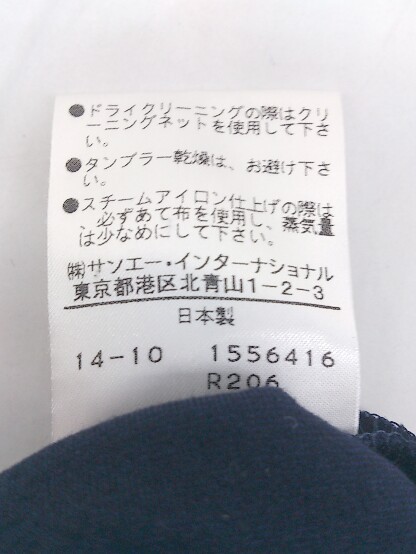 ●ドライクリーニングの際はクリ
ーニングネットを使用して下さ
い。
●タンブラー乾燥は、お避け下さ
い。
●スチームアイロン仕上げの際は
必ずあて布を使用し、蒸気量
は少なめにして下さい。
㈱サンエー・インターナショナル
東京都港区北青山1-2-3
日本製
14-10 1556416
R206